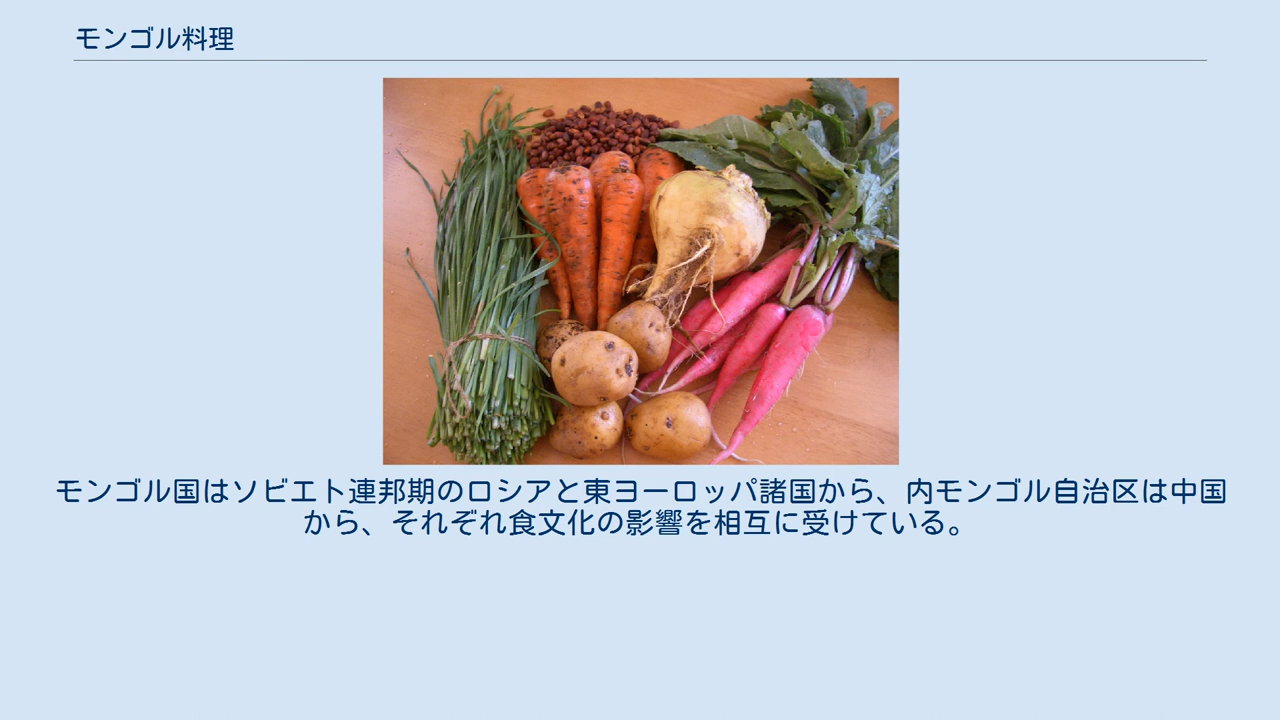 モンゴル料理
モンゴル国はソビエト連邦期のロシアと東ヨーロッパ諸国から、内モンゴル自治区は中国
から、それぞれ食文化の影響を相互に受けている。